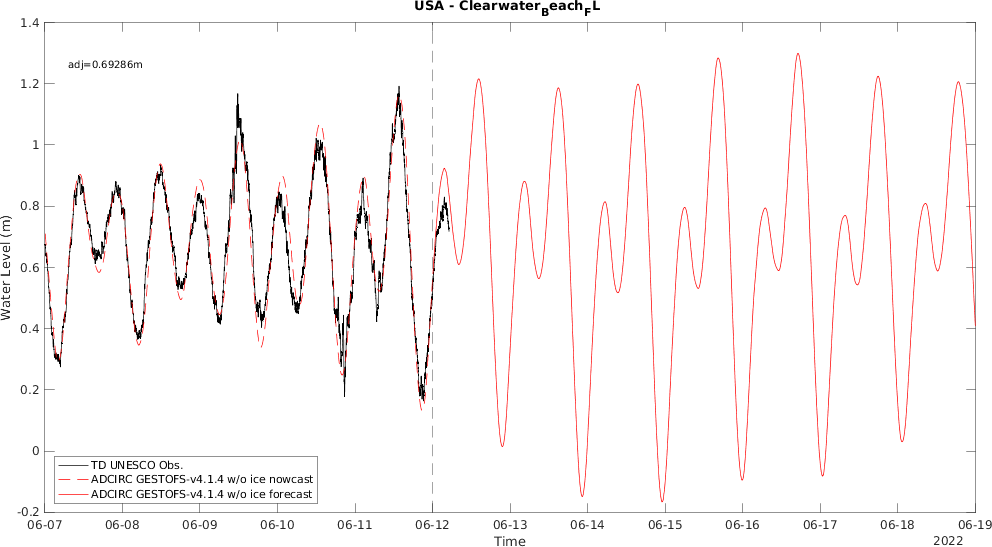 USA - Clearwater_Beach_FL
1.4
adj=0.69286m
1.2
1
0.8
0.6
0.4
0.2
0
-0.2
Water Level (m)
TD UNESCO Obs.
ADCIRC GESTOFS-v4.1.4 w/o ice nowcast
ADCIRC GESTOFS-v4.1.4 w/o ice forecast
06-07 06-08 06-09 06-10 06-11 06-12 06-13 06-14 06-15 06-16 06-17 06-18 06-19
Time
2022